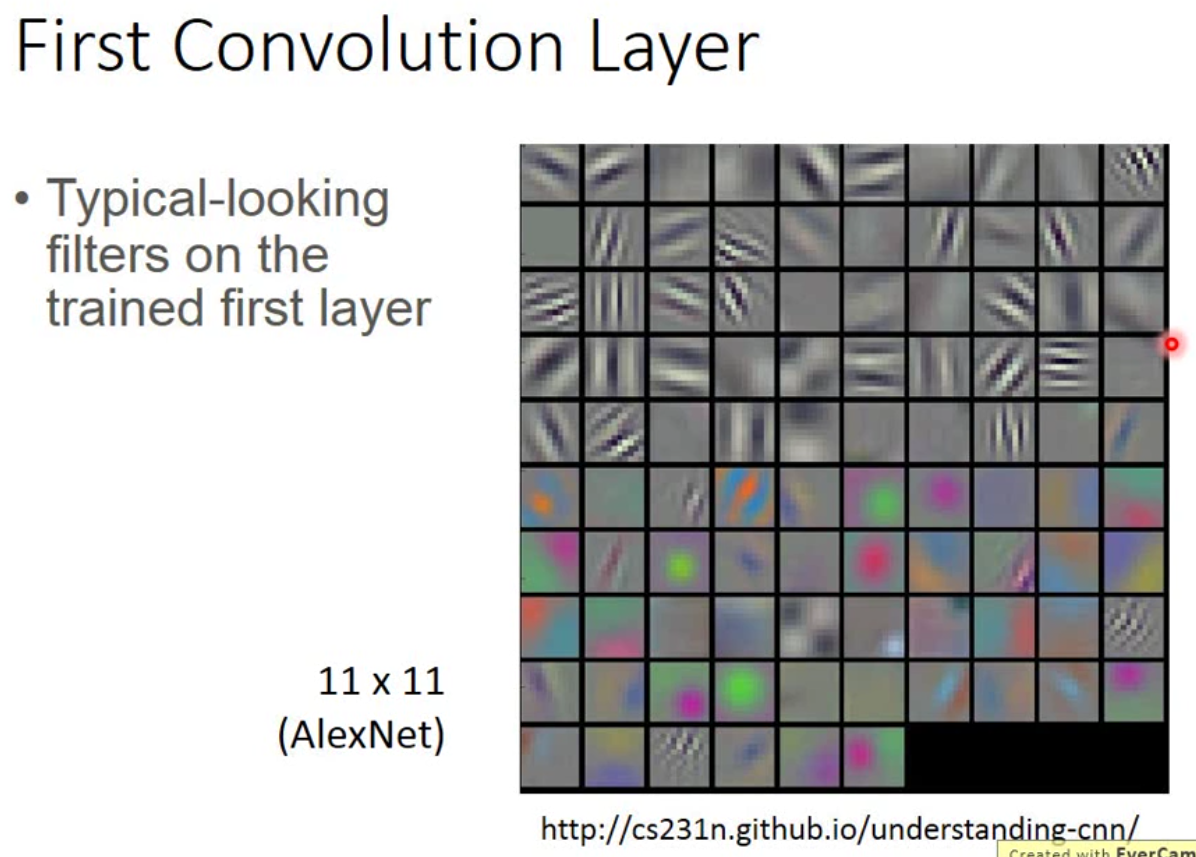 First Convolution Layer
• Typical-looking
filters on the
trained first layer
11 x 11
(AlexNet)
http://cs231n.github.io/understanding-cnn/
Created with EverCam